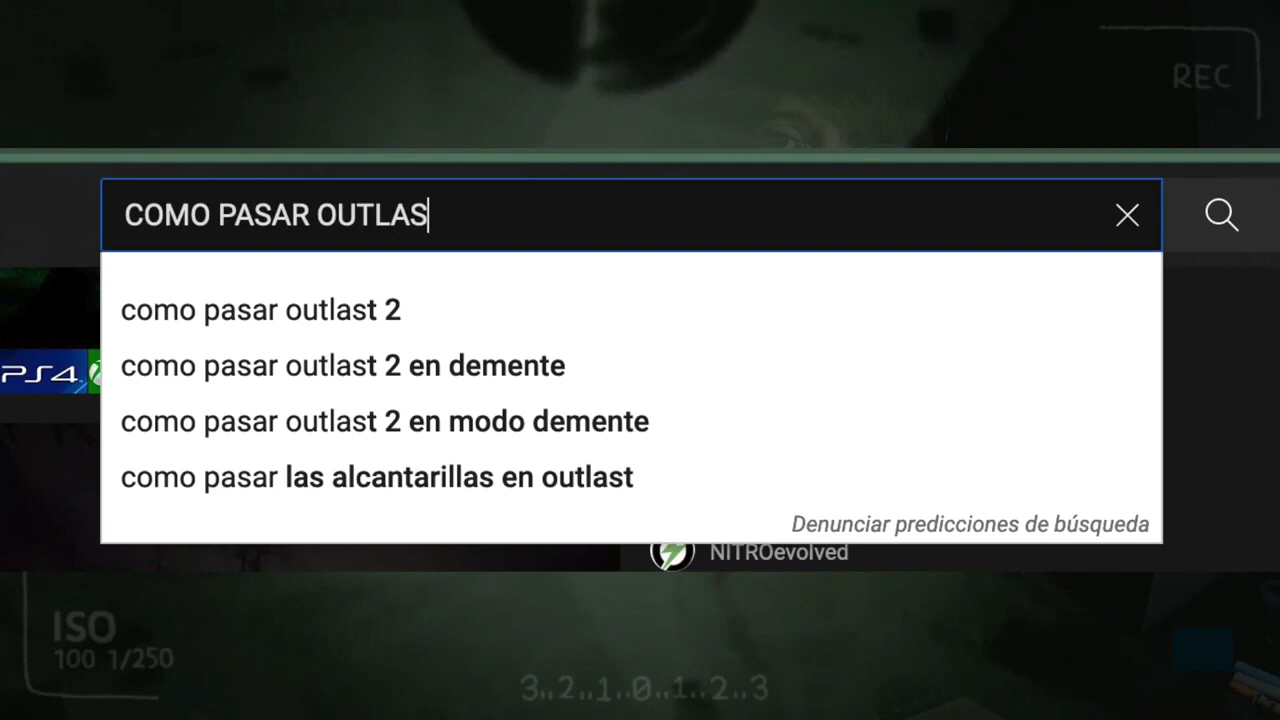 REC
COMO PASAR OUTLAS
como pasar outlast 2
como pasar outlast 2 en demente
como pasar outlast 2 en modo demente
como pasar las alcantarillas en outlast
Denunciar predicciones de búsqueda
PS4
NITROevolved
ISO
100 1/250
3..2..1..0..1..2..3